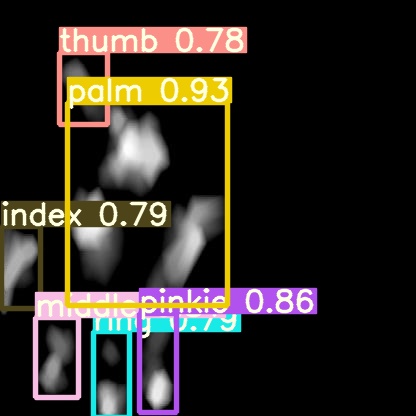 thumb 0.78
palm 0.93
index 0.79
middle
pinkie 0.86
ring 0.79